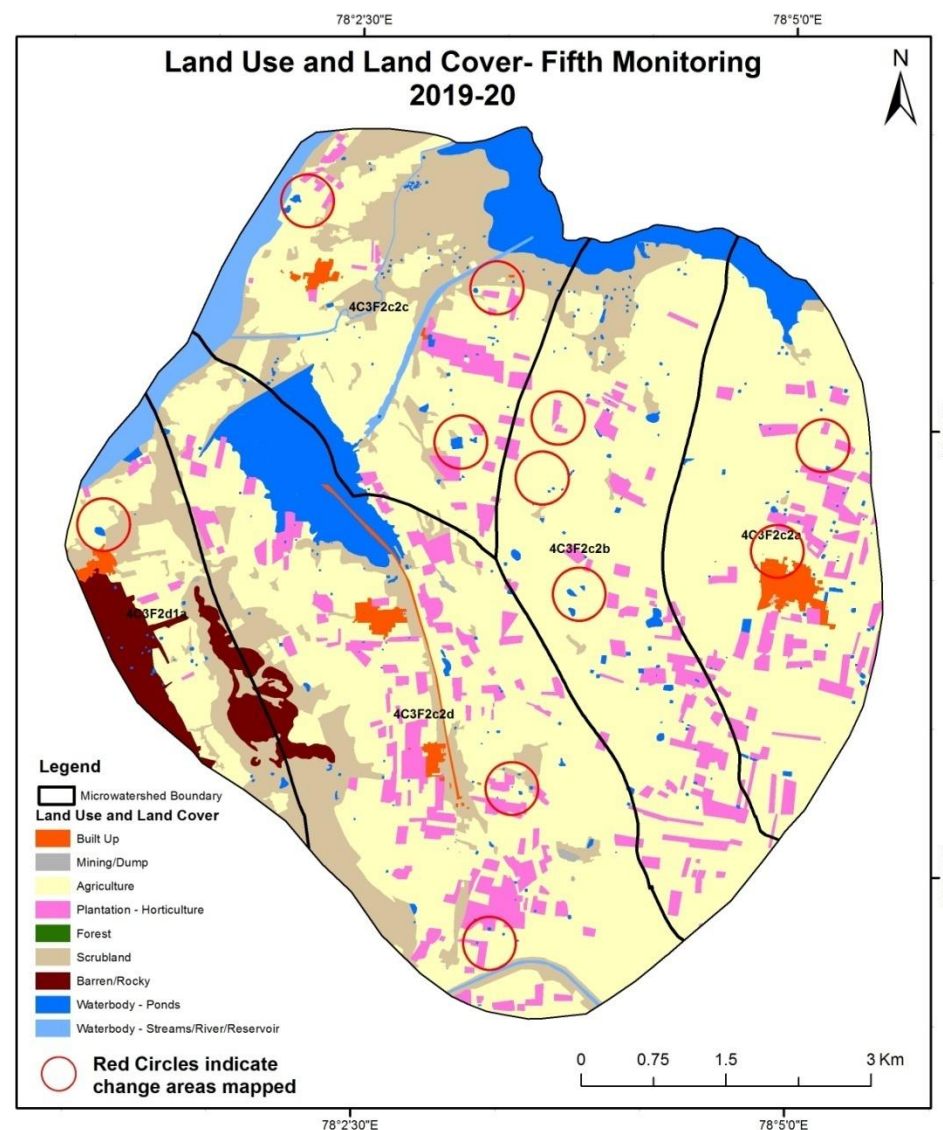 78°2'30"E
78°5'0"E
Land Use and Land Cover- Fifth Monitoring
2019-20
N
4C3F2c2c
4C3F2c2b
4C3F2c2a
4C3F2d1a
4C3F2c2d
Legend
Microwatershed Boundary
Land Use and Land Cover
Built Up
Mining/Dump
Agriculture
Plantation - Horticulture
Forest
Scrubland
Barren/Rocky
Waterbody - Ponds
Waterbody - Streams/River/Reservoir
Red Circles indicate
change areas mapped
0 0.75 1.5 3 Km
78°2'30"E
78°5'0"E